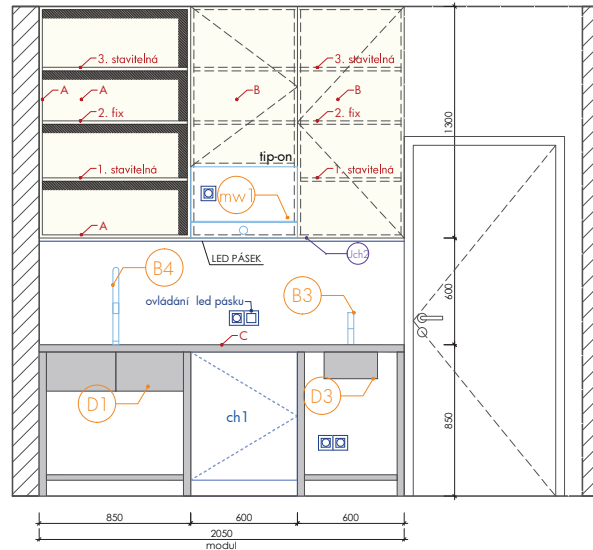 3. stavitelná
3. stavitelná
A
A
B
B
2. fix
2. fix
1300
tip-on
1. stavitelná
1. stavitelná
mw1
A
LED PÁSEK
Uch2
B4
B3
600
ovládání led pásku
C
D1
D3
ch1
850
850
600
600
2050
modul